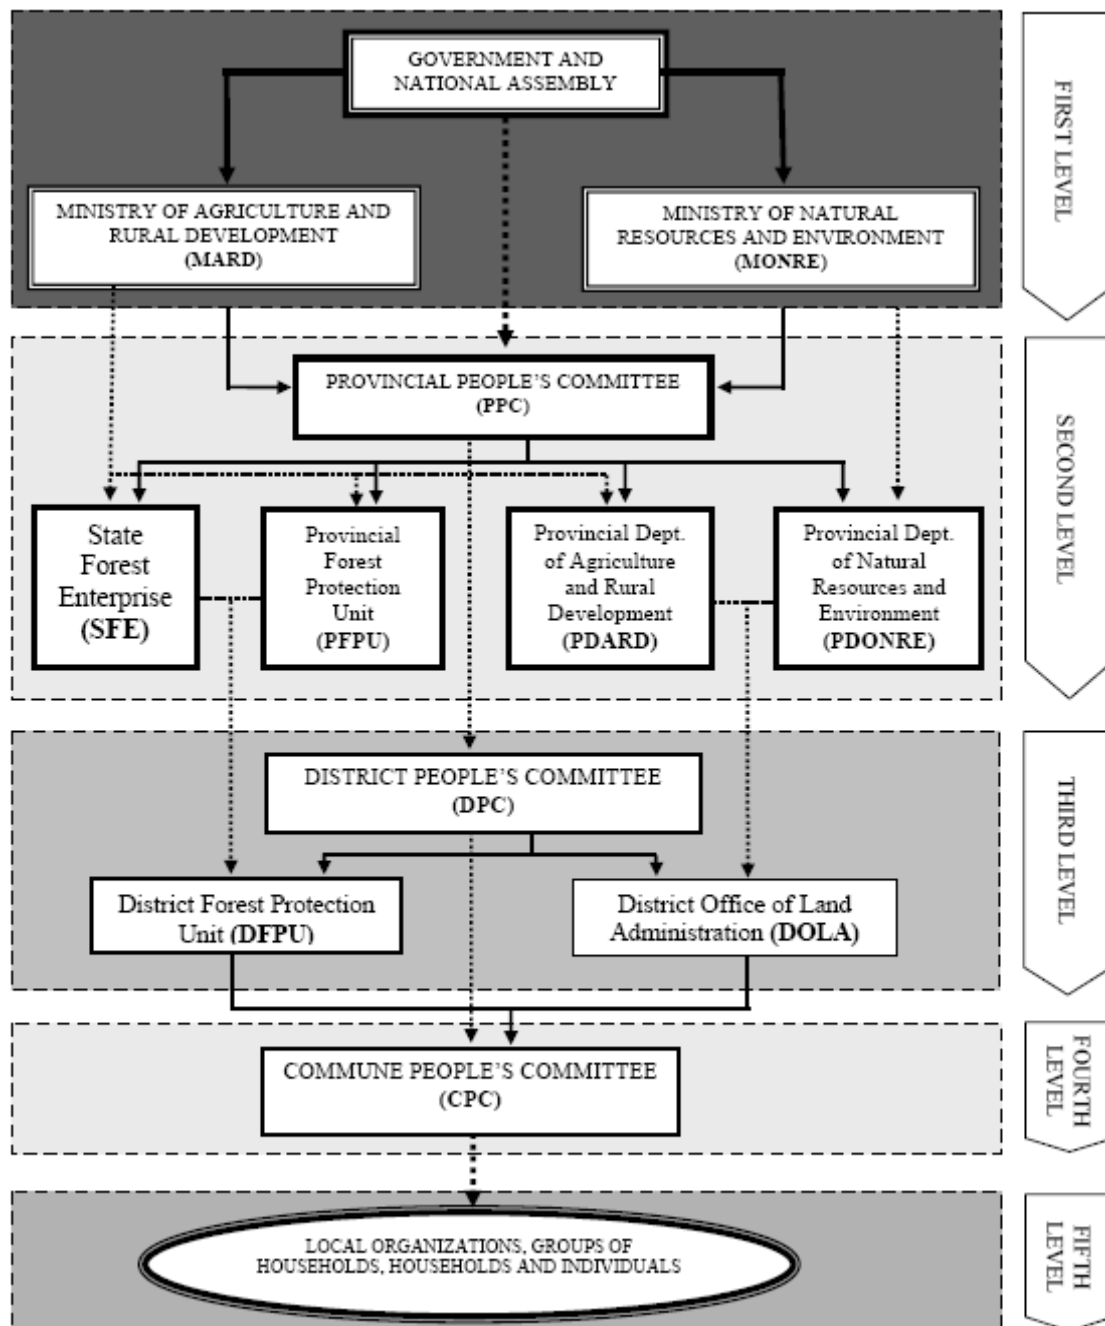 GOVERNMENT AND
NATIONAL ASSEMBLY
MINISTRY OF AGRICULTURE AND
RURAL DEVELOPMENT
(MARD)
MINISTRY OF NATURAL
RESOURCES AND ENVIRONMENT
(MONRE)
FIRST LEVEL
PROVINCIAL PEOPLE'S COMMITTEE
(PPC)
State
Forest
Enterprise
(SFE)
Provincial
Forest
Protection
Unit
(PFPU)
Provincial Dept.
of Agriculture
and Rural
Development
(PDARD)
Provincial Dept.
of Natural
Resources and
Environment
(PDONRE)
SECOND LEVEL
DISTRICT PEOPLE'S COMMITTEE
(DPC)
District Forest Protection
Unit (DFPU)
District Office of Land
Administration (DOLA)
THIRD LEVEL
COMMUNE PEOPLE'S COMMITTEE
(CPC)
FOURTH
LEVEL
LOCAL ORGANIZATIONS, GROUPS OF
HOUSEHOLDS, HOUSEHOLDS AND INDIVIDUALS
FIFTH
LEVEL